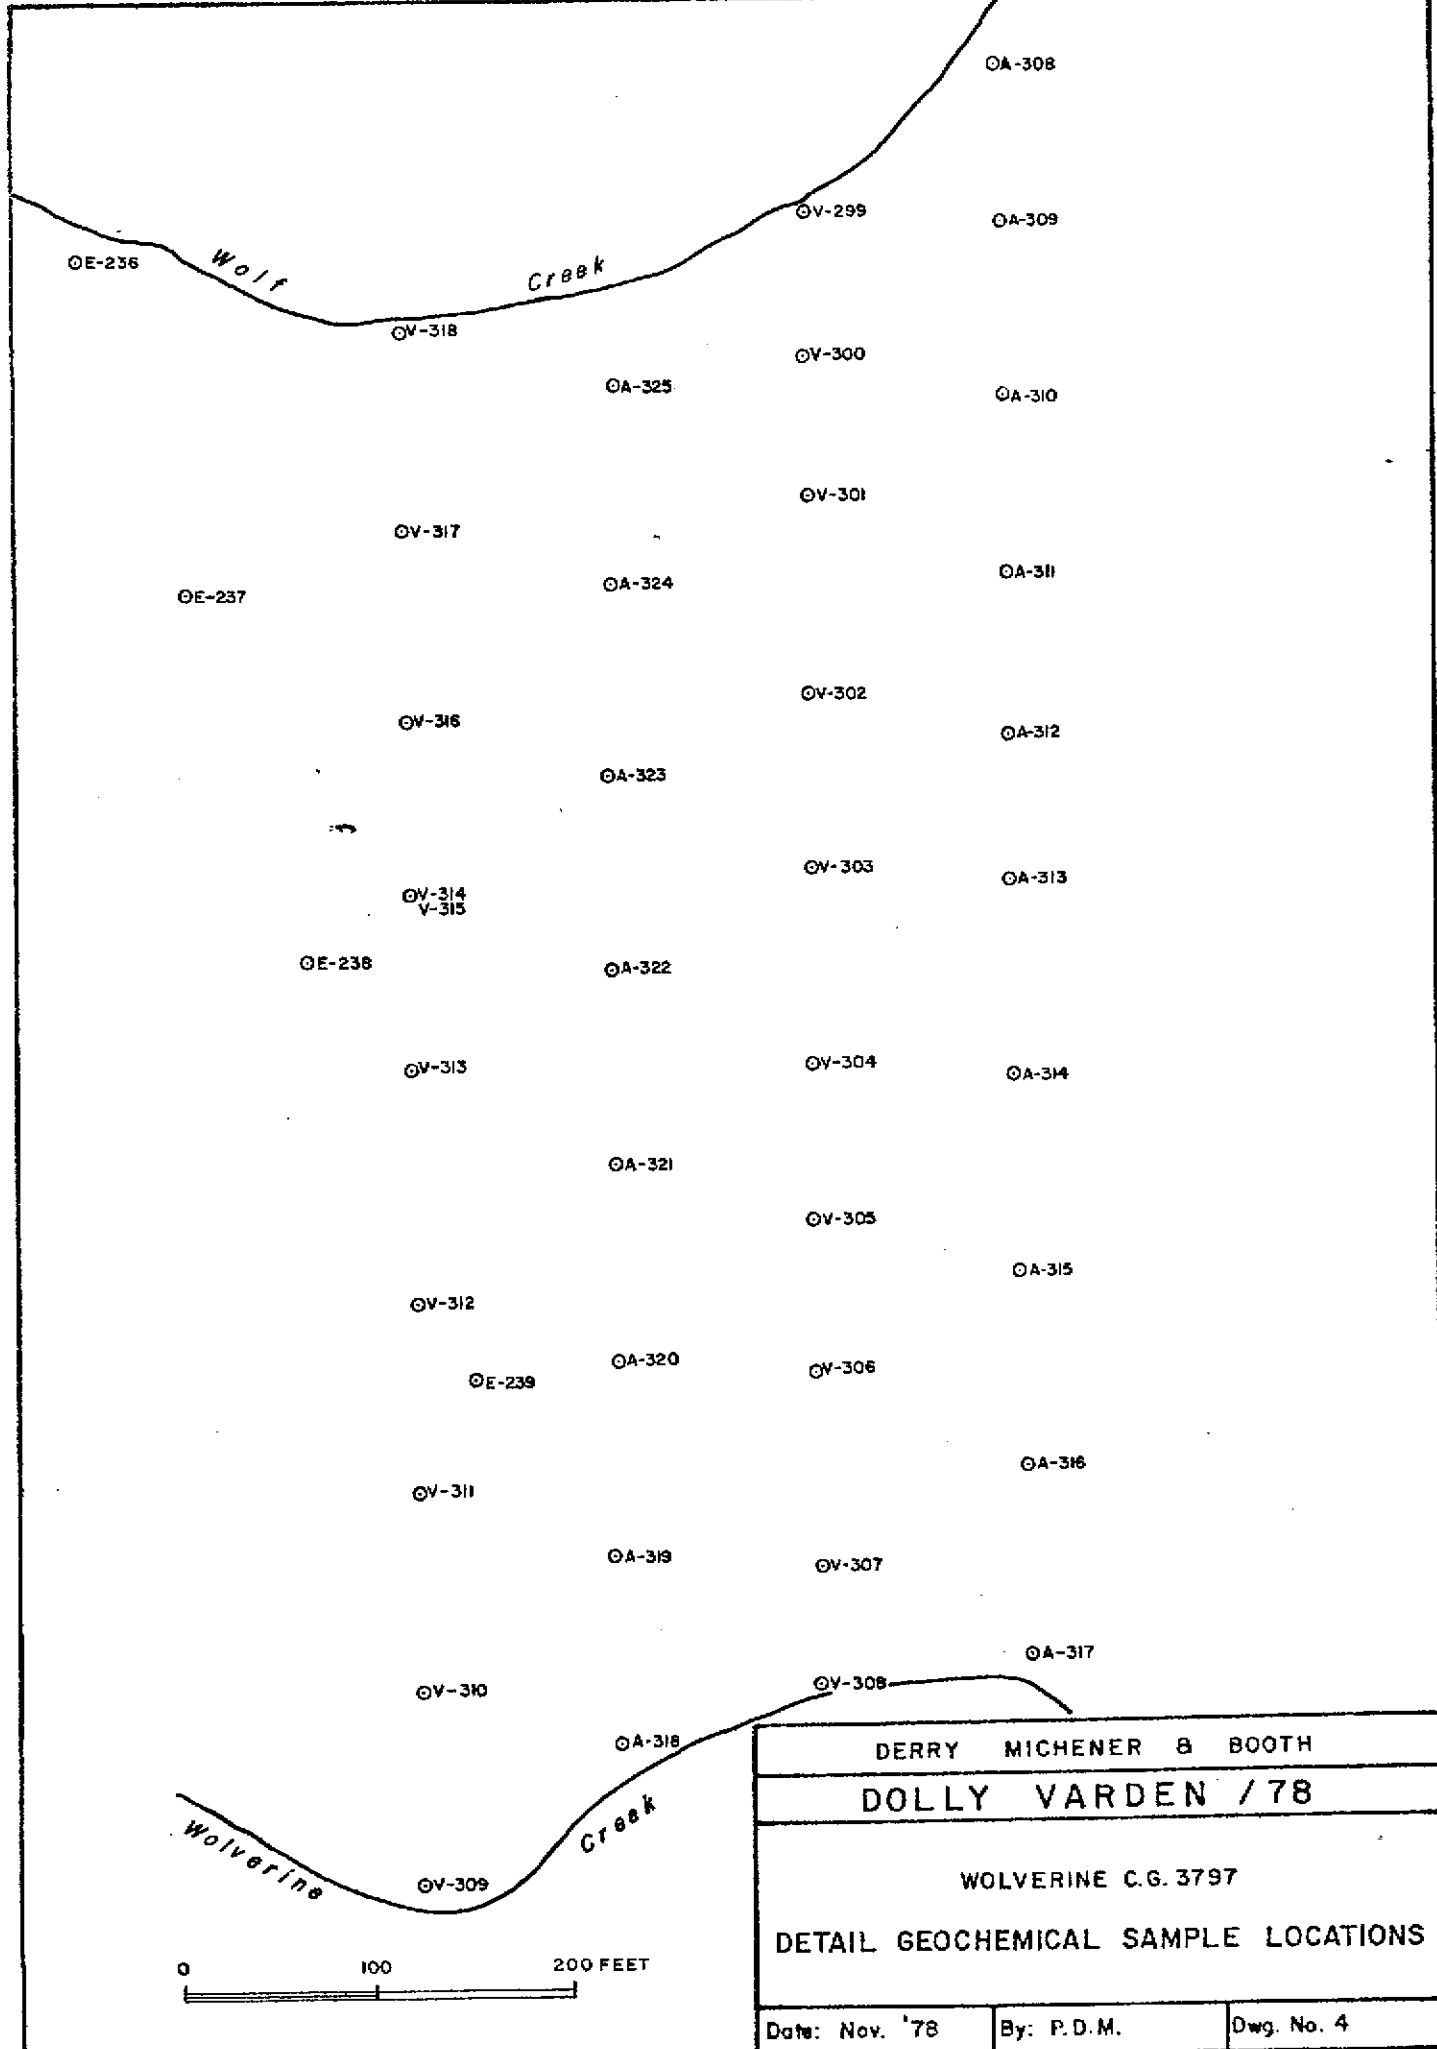 A-308
V-299
A-309
E-236
Wolf Creek
V-318
V-300
A-325
A-310
V-301
V-317
A-311
A-324
E-237
V-302
V-316
A-312
A-323
V-303
A-313
V-314
V-315
E-238
A-322
V-304
V-313
A-314
A-321
V-305
A-315
V-312
A-320
V-306
E-239
A-316
V-311
A-319
V-307
A-317
V-308
V-310
A-318
Wolverine Creek
V-309
0 100 200 FEET
DERRY MICHENER & BOOTH
DOLLY VARDEN / 78
WOLVERINE C.G. 3797
DETAIL GEOCHEMICAL SAMPLE LOCATIONS
Date: Nov. '78
By: P.D.M.
Dwg. No. 4